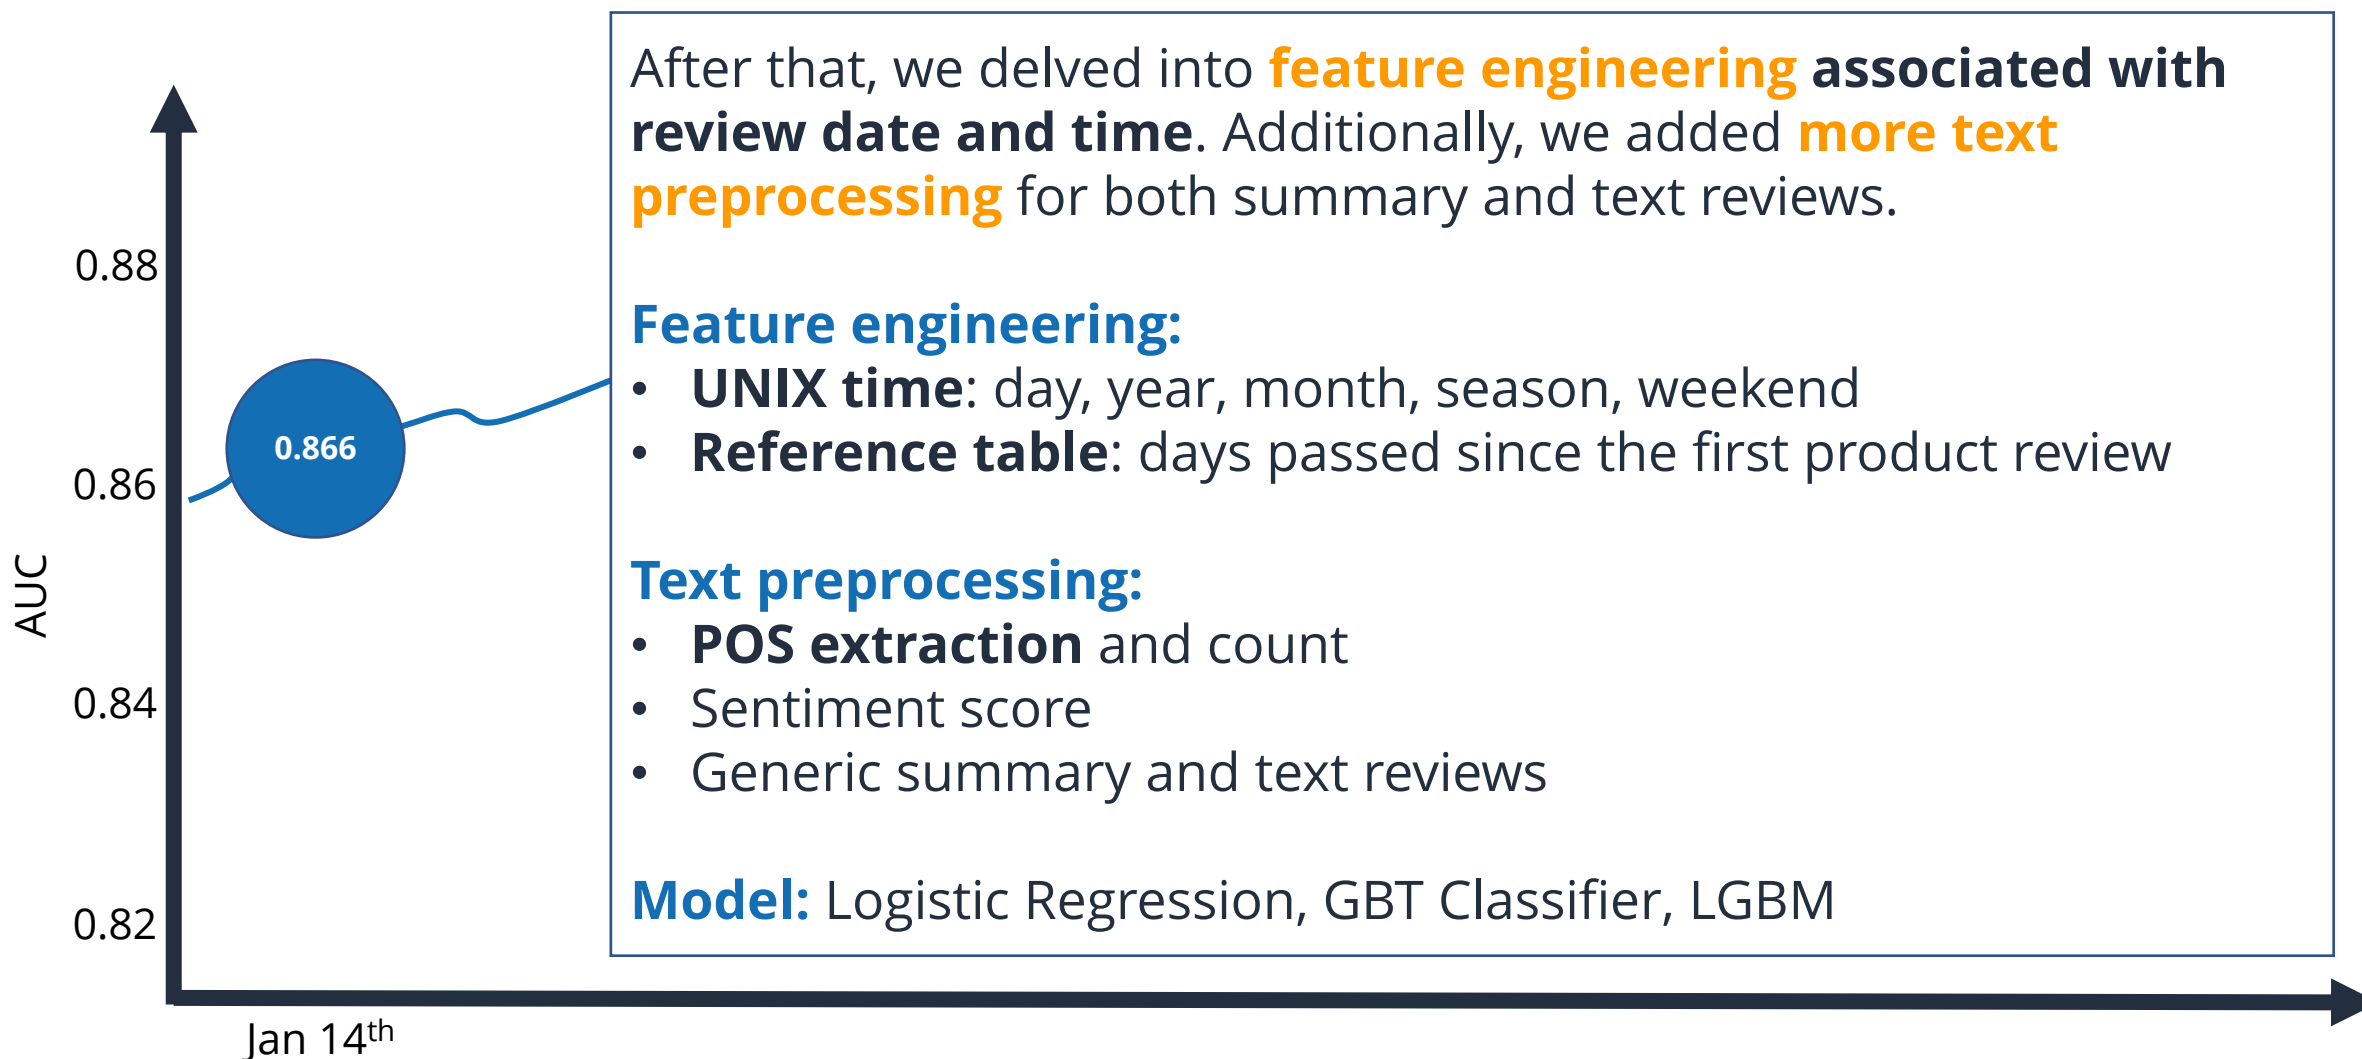 After that, we delved into feature engineering associated with
review date and time. Additionally, we added more text
preprocessing for both summary and text reviews.
Feature engineering:
• UNIX time: day, year, month, season, weekend
• Reference table: days passed since the first product review
Text preprocessing:
• POS extraction and count
• Sentiment score
• Generic summary and text reviews
Model: Logistic Regression, GBT Classifier, LGBM
0.88
0.866
0.86
AUC
0.84
0.82
Jan 14th